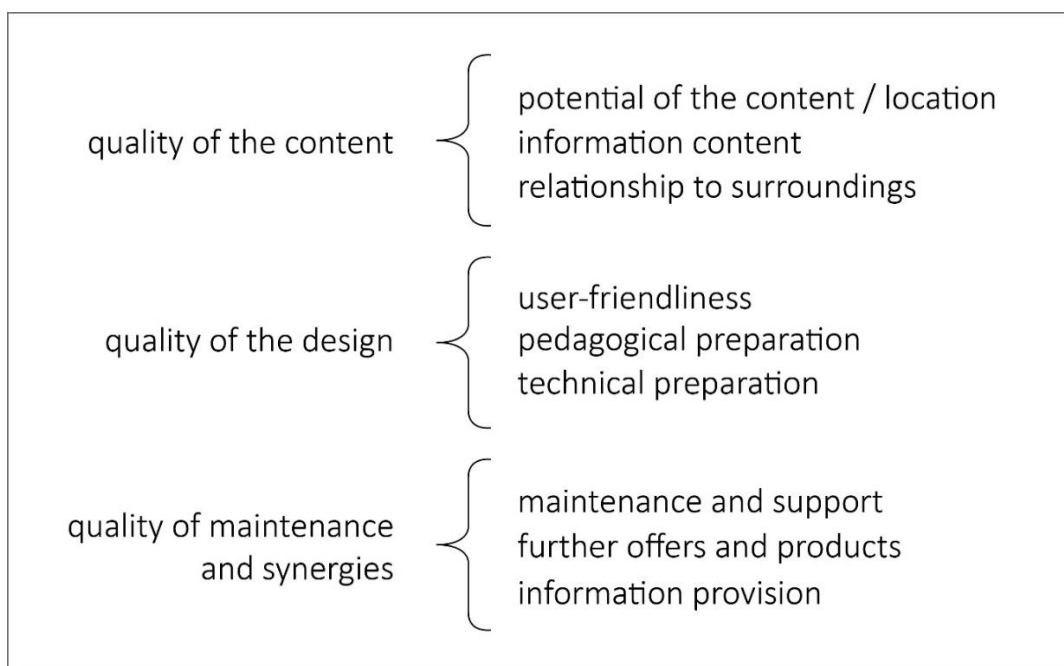 quality of the content
potential of the content / location
information content
relationship to surroundings
quality of the design
user-friendliness
pedagogical preparation
technical preparation
quality of maintenance
and synergies
maintenance and support
further offers and products
information provision